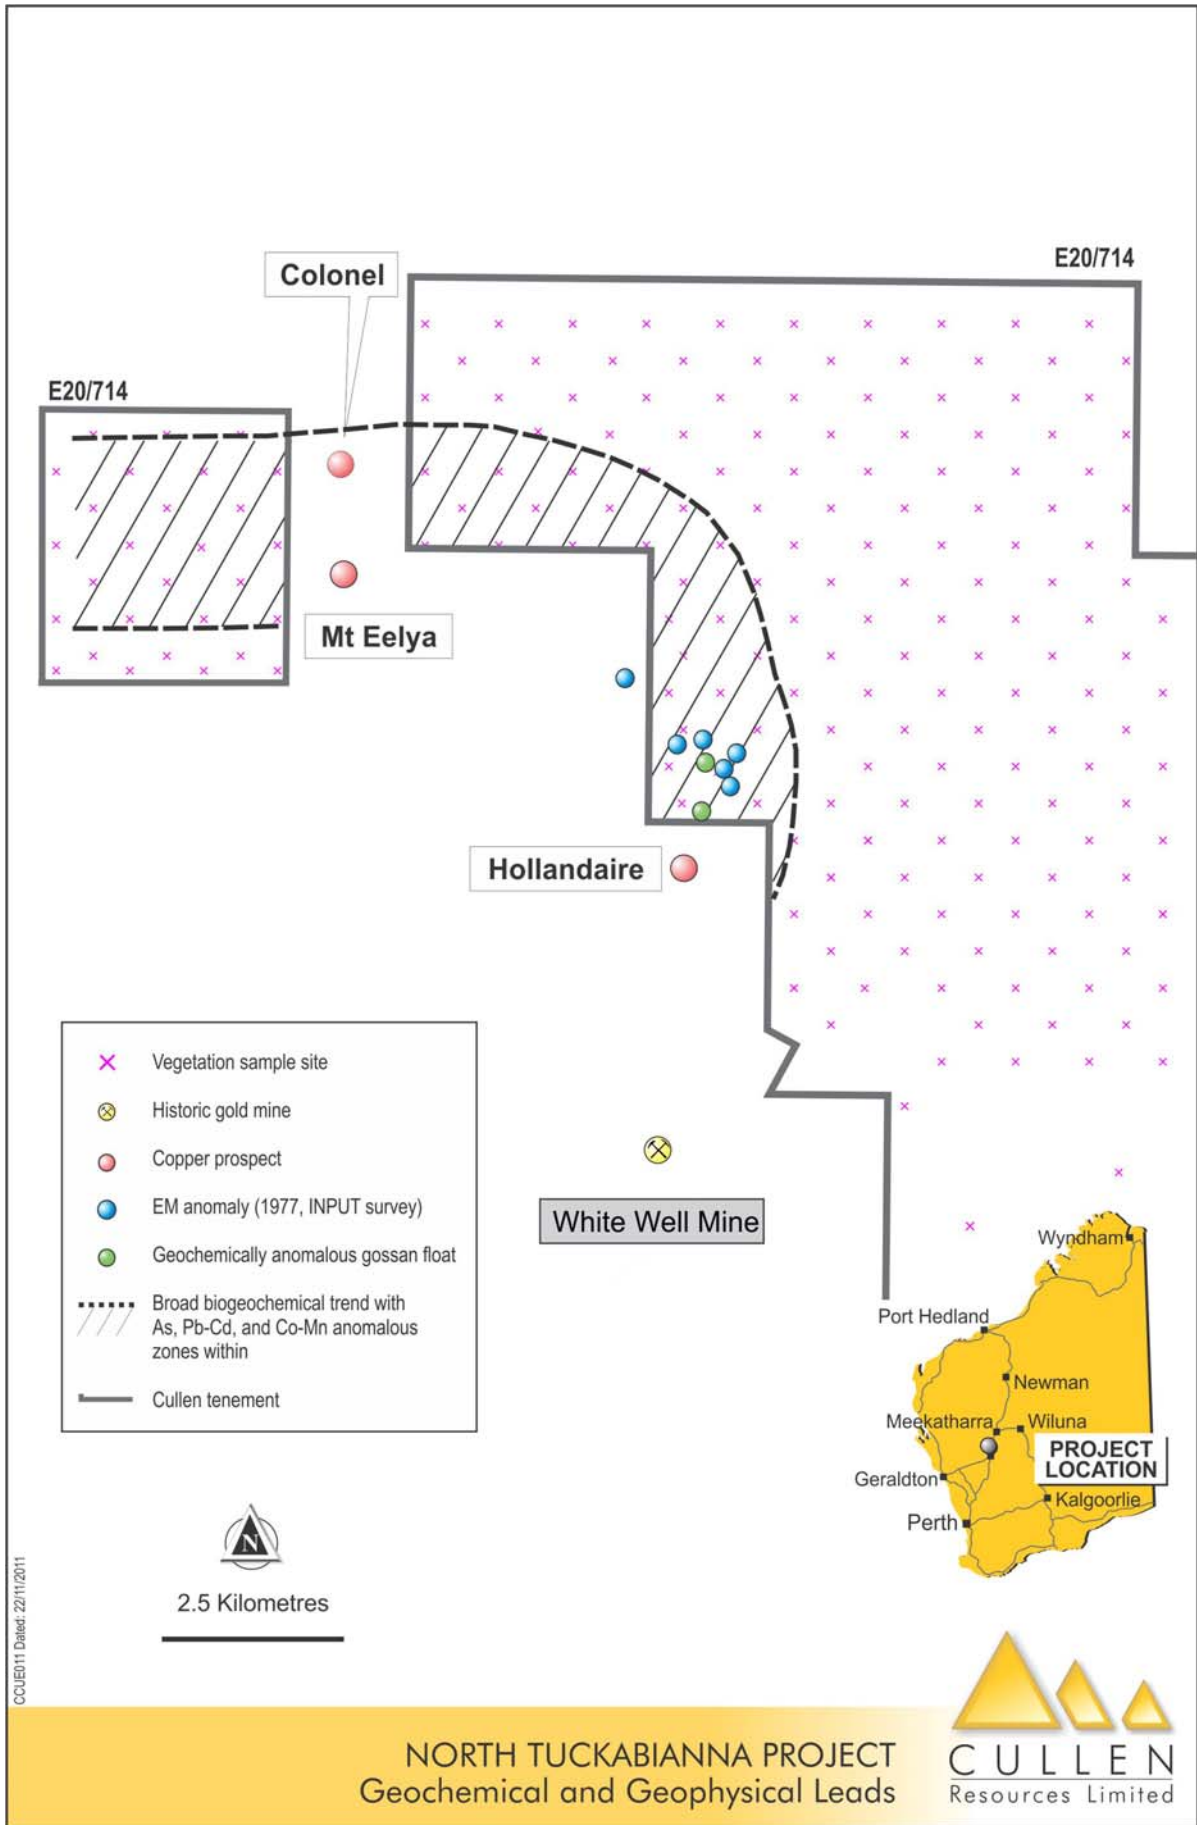 E20/714
Colonel
E20/714
Mt Eelya
Hollandaire
Vegetation sample site
Historic gold mine
Copper prospect
EM anomaly (1977, INPUT survey)
Geochemically anomalous gossan float
Broad biogeochemical trend with
As, Pb-Cd, and Co-Mn anomalous
zones within
Cullen tenement
White Well Mine
Wyndham
Port Hedland
Newman
Meekatharra
Wiluna
PROJECT
LOCATION
Geraldton
Kalgoorlie
Perth
N
2.5 Kilometres
CCUE011 Dated: 22/11/2011
NORTH TUCKABIANNA PROJECT
Geochemical and Geophysical Leads
CULLEN
Resources Limited